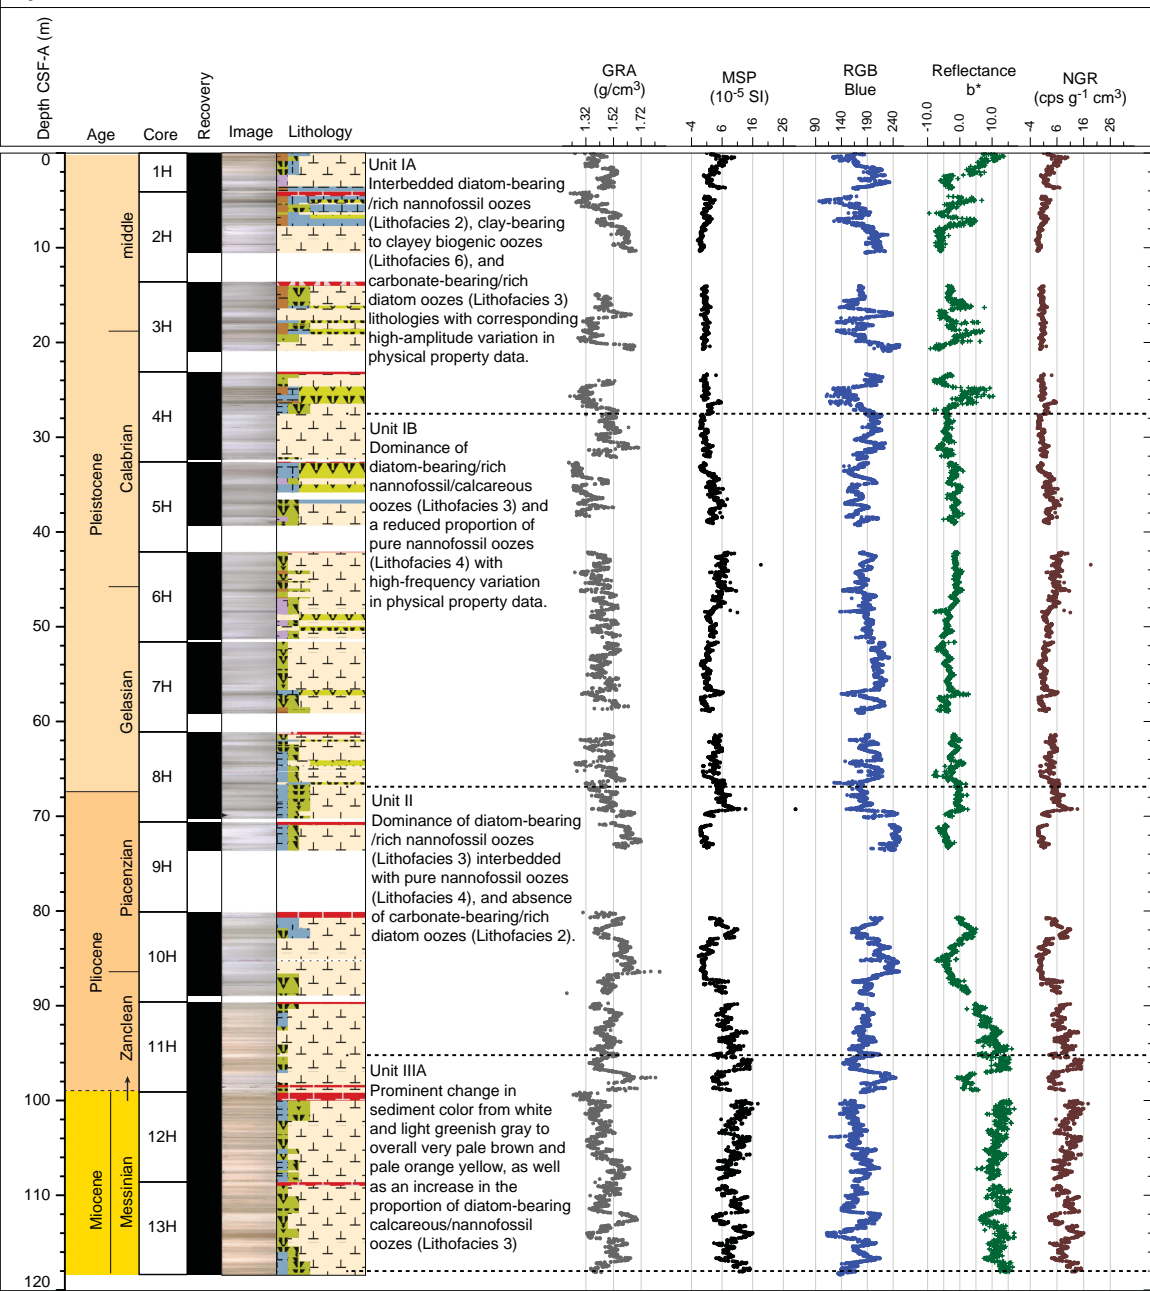 Depth CSF-A (m)
Age
Core
Recovery
Image
Lithology
GRA
(g/cm³)
1.32
1.52
1.72
MSP
(10⁻⁵ SI)
-4
6
16
26
RGB
Blue
90
140
190
240
Reflectance
b*
-10.0
0.0
10.0
NGR
(cps g⁻¹ cm³)
-4
6
16
26
0
10
20
30
40
50
60
70
80
90
100
110
120
Pleistocene
Pliocene
Miocene
middle
Calabrian
Gelasian
Piacenzian
Zanclean
Messinian
1H
2H
3H
4H
5H
6H
7H
8H
9H
10H
11H
12H
13H
Unit IA
Interbedded diatom-bearing
/rich nannofossil oozes
(Lithofacies 2), clay-bearing
to clayey biogenic oozes
(Lithofacies 6), and
carbonate-bearing/rich
diatom oozes (Lithofacies 3)
lithologies with corresponding
high-amplitude variation in
physical property data.
Unit IB
Dominance of
diatom-bearing/rich
nannofossil/calcareous
oozes (Lithofacies 3) and
a reduced proportion of
pure nannofossil oozes
(Lithofacies 4) with
high-frequency variation
in physical property data.
Unit II
Dominance of diatom-bearing
/rich nannofossil oozes
(Lithofacies 3) interbedded
with pure nannofossil oozes
(Lithofacies 4), and absence
of carbonate-bearing/rich
diatom oozes (Lithofacies 2).
Unit IIIA
Prominent change in
sediment color from white
and light greenish gray to
overall very pale brown and
pale orange yellow, as well
as an increase in the
proportion of diatom-bearing
calcareous/nannofossil
oozes (Lithofacies 3)